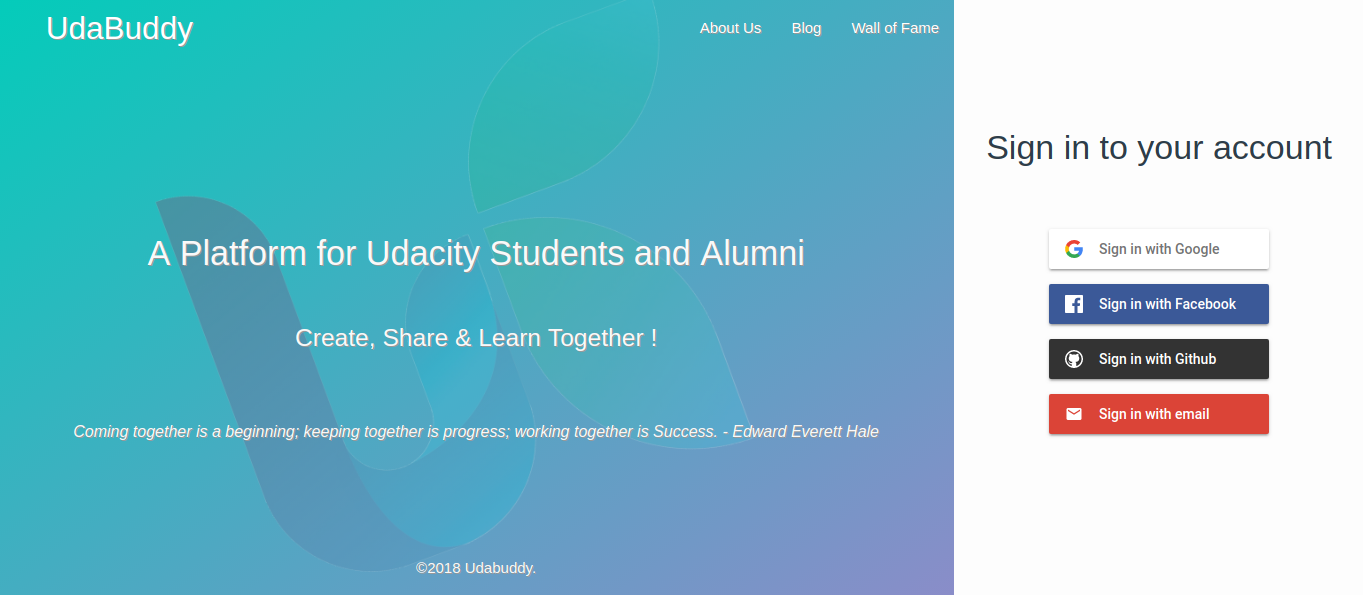 UdaBuddy
About Us
Blog
Wall of Fame
A Platform for Udacity Students and Alumni
Create, Share & Learn Together !
Coming together is a beginning; keeping together is progress; working together is Success. - Edward Everett Hale
©2018 Udabuddy.
Sign in to your account
Sign in with Google
Sign in with Facebook
Sign in with Github
Sign in with email